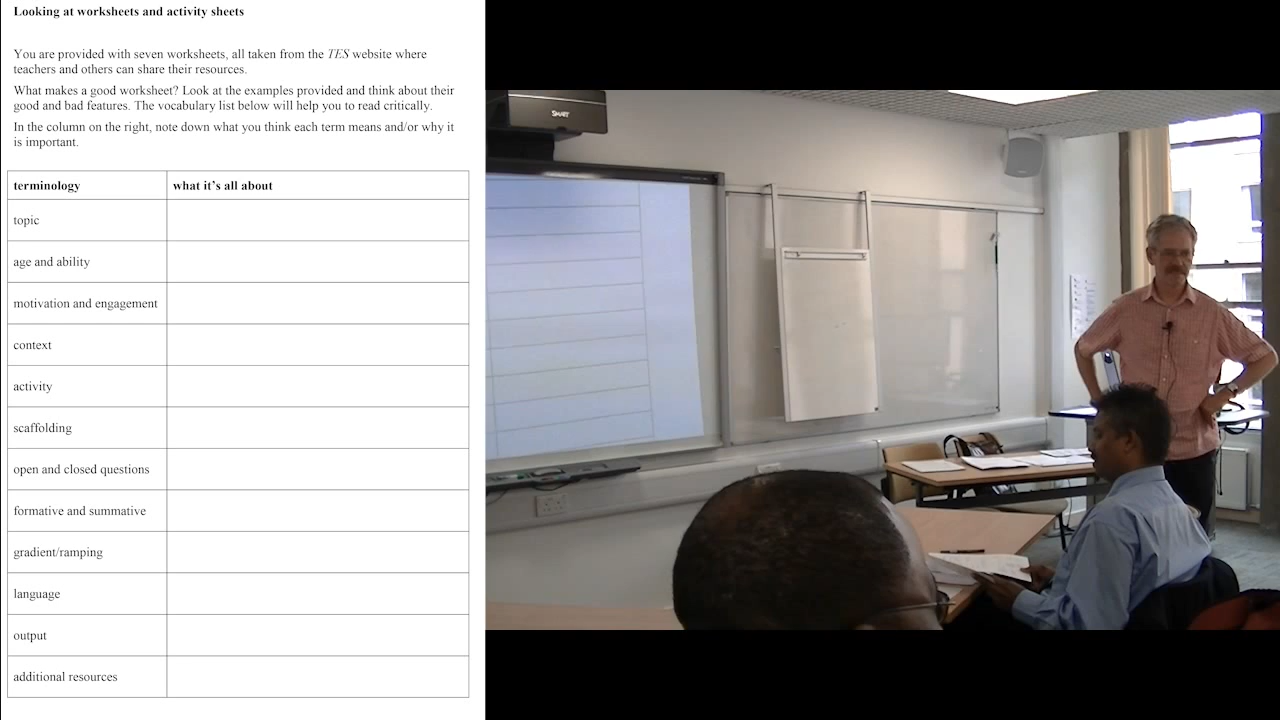 Looking at worksheets and activity sheets
You are provided with seven worksheets, all taken from the TES website where
teachers and others can share their resources.
What makes a good worksheet? Look at the examples provided and think about their
good and bad features. The vocabulary list below will help you to read critically.
In the column on the right, note down what you think each term means and/or why it
is important.
terminology what it's all about
topic
age and ability
motivation and engagement
context
activity
scaffolding
open and closed questions
formative and summative
gradient/ramping
language
output
additional resources
SMART